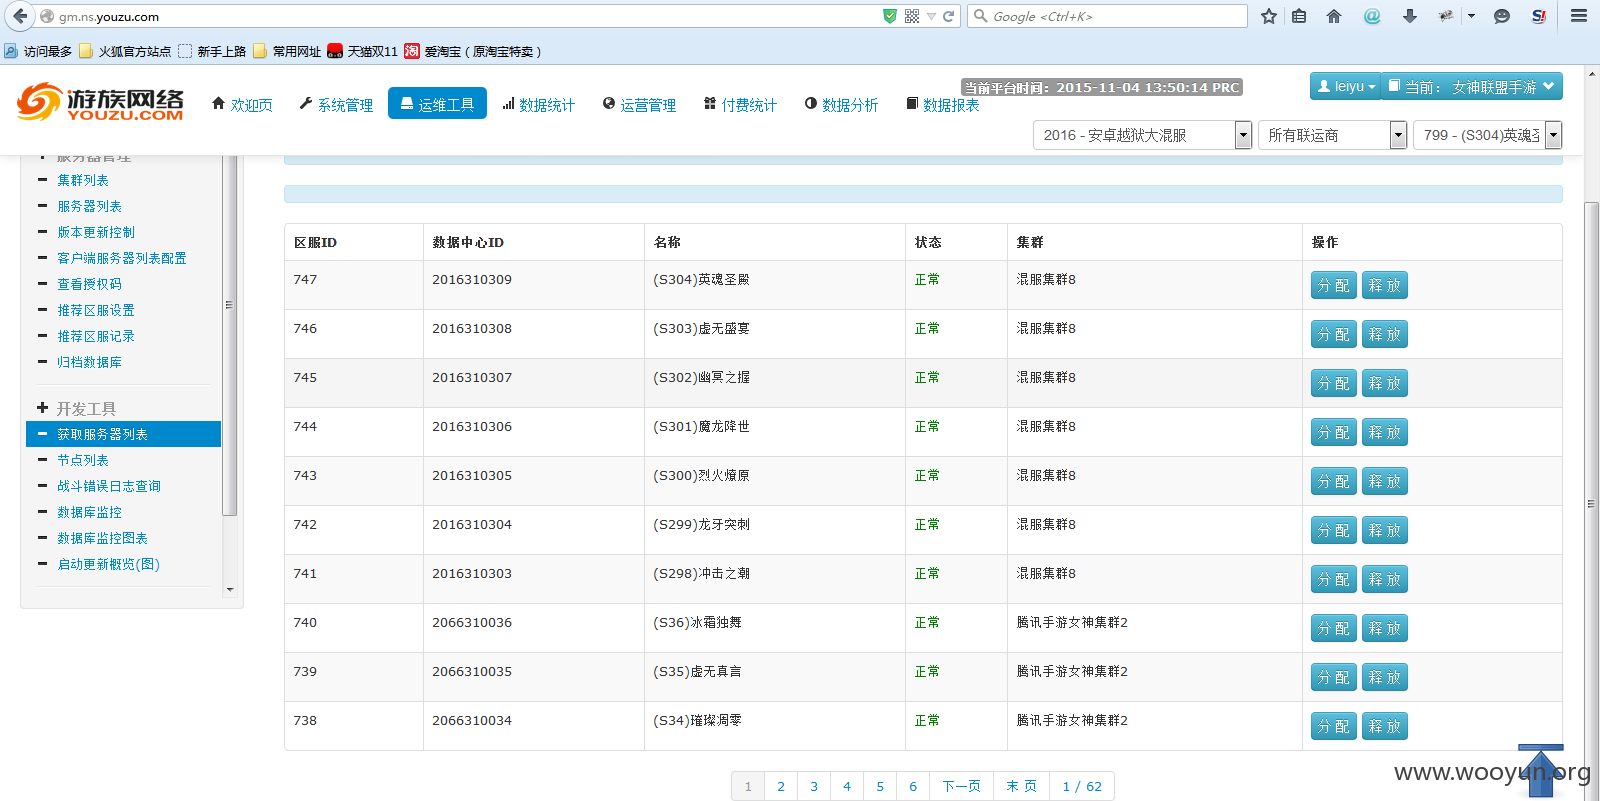 gm.ns.youzu.com
Google <Ctrl+K>
访问最多 火狐官方站点 新手上路 常用网址 天猫双11 淘 爱淘宝（原淘宝特卖）
游族网络
YOUZU.COM
欢迎页 系统管理 运维工具 数据统计 运营管理 付费统计 数据分析 数据报表
当前平台时间：2015-11-04 13:50:14 PRC
leiyu 当前： 女神联盟手游
2016 - 安卓越狱大混服 所有联运商 799 - (S304)英魂圣
服务器管理
集群列表
服务器列表
版本更新控制
客户端服务器列表配置
查看授权码
推荐区服设置
推荐区服记录
归档数据库
开发工具
获取服务器列表
节点列表
战斗错误日志查询
数据库监控
数据库监控图表
启动更新概览(图)
区服ID 数据中心ID 名称 状态 集群 操作
747 2016310309 (S304)英魂圣殿 正常 混服集群8 分 配 释 放
746 2016310308 (S303)虚无盛宴 正常 混服集群8 分 配 释 放
745 2016310307 (S302)幽冥之握 正常 混服集群8 分 配 释 放
744 2016310306 (S301)魔龙降世 正常 混服集群8 分 配 释 放
743 2016310305 (S300)烈火燎原 正常 混服集群8 分 配 释 放
742 2016310304 (S299)龙牙突刺 正常 混服集群8 分 配 释 放
741 2016310303 (S298)冲击之潮 正常 混服集群8 分 配 释 放
740 2066310036 (S36)冰霜独舞 正常 腾讯手游女神集群2 分 配 释 放
739 2066310035 (S35)虚无真言 正常 腾讯手游女神集群2 分 配 释 放
738 2066310034 (S34)璀璨凋零 正常 腾讯手游女神集群2 分 配 释 放
1 2 3 4 5 6 下一页 末 页 1 / 62
www.wooyun.org